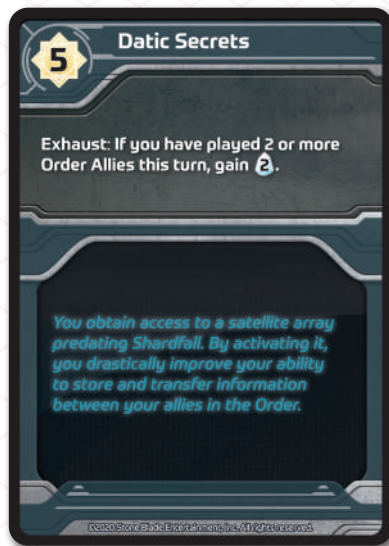 5
Datic Secrets
Exhaust: If you have played 2 or more
Order Allies this turn, gain 2.
You obtain access to a satellite array
predating Shardfall. By activating it,
you drastically improve your ability
to store and transfer information
between your allies in the Order.
©2020 Stone Blade Entertainment, Inc. All rights reserved.